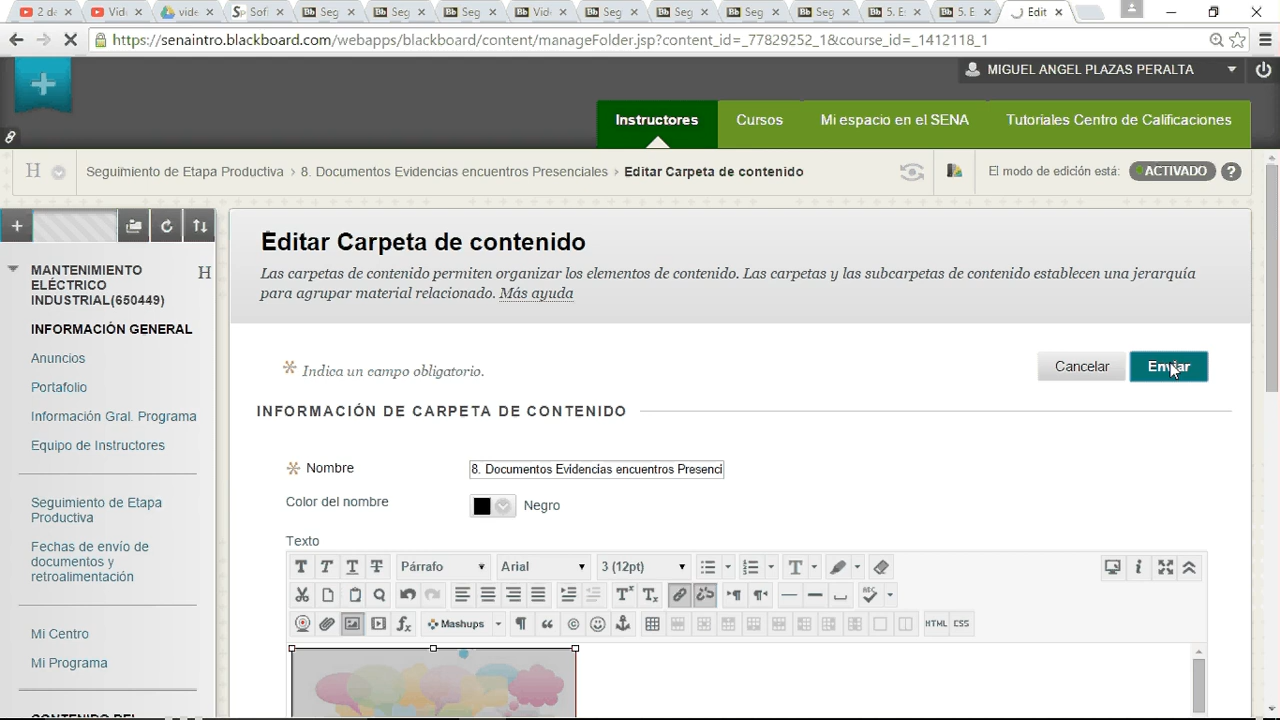 2 de
Vid
vide
Sofi
Seg
Seg
Seg
Vide
Seg
Seg
Seg
Seg
5. E
5. E
Edit
https://senaintro.blackboard.com/webapps/blackboard/content/manageFolder.jsp?content_id=_77829252_1&course_id=_1412118_1
MIGUEL ANGEL PLAZAS PERALTA
Instructores Cursos Mi espacio en el SENA Tutoriales Centro de Calificaciones
Seguimiento de Etapa Productiva › 8. Documentos Evidencias encuentros Presenciales › Editar Carpeta de contenido
El modo de edición está: ACTIVADO ?
MANTENIMIENTO
ELÉCTRICO
INDUSTRIAL(650449)
INFORMACIÓN GENERAL
Anuncios
Portafolio
Información Gral. Programa
Equipo de Instructores
Seguimiento de Etapa
Productiva
Fechas de envío de
documentos y
retroalimentación
Mi Centro
Mi Programa
Editar Carpeta de contenido
Las carpetas de contenido permiten organizar los elementos de contenido. Las carpetas y las subcarpetas de contenido establecen una jerarquía
para agrupar material relacionado. Más ayuda
Indica un campo obligatorio.
Cancelar Enviar
INFORMACIÓN DE CARPETA DE CONTENIDO
Nombre 8. Documentos Evidencias encuentros Presenci
Color del nombre Negro
Texto
T T T T Párrafo Arial 3 (12pt)
Mashups HTML CSS